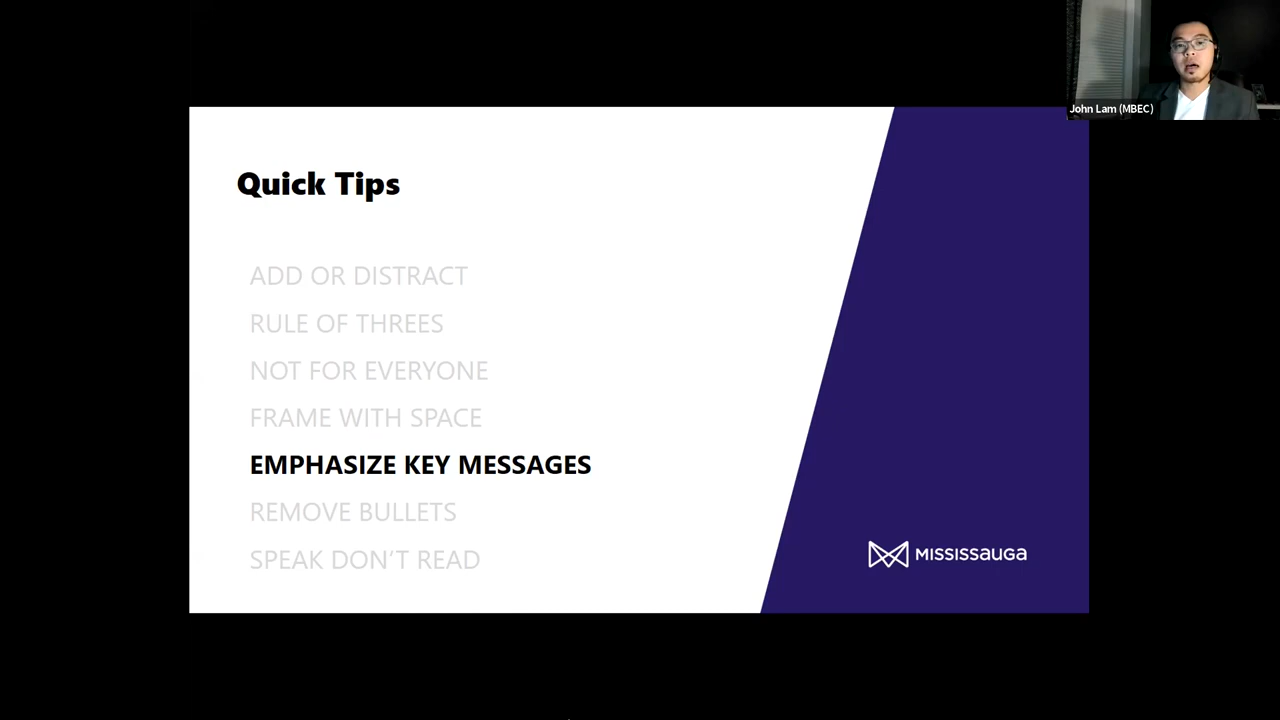 John Lam (MBEC)
Quick Tips
ADD OR DISTRACT
RULE OF THREES
NOT FOR EVERYONE
FRAME WITH SPACE
EMPHASIZE KEY MESSAGES
REMOVE BULLETS
SPEAK DON’T READ
MISSISSAUGA